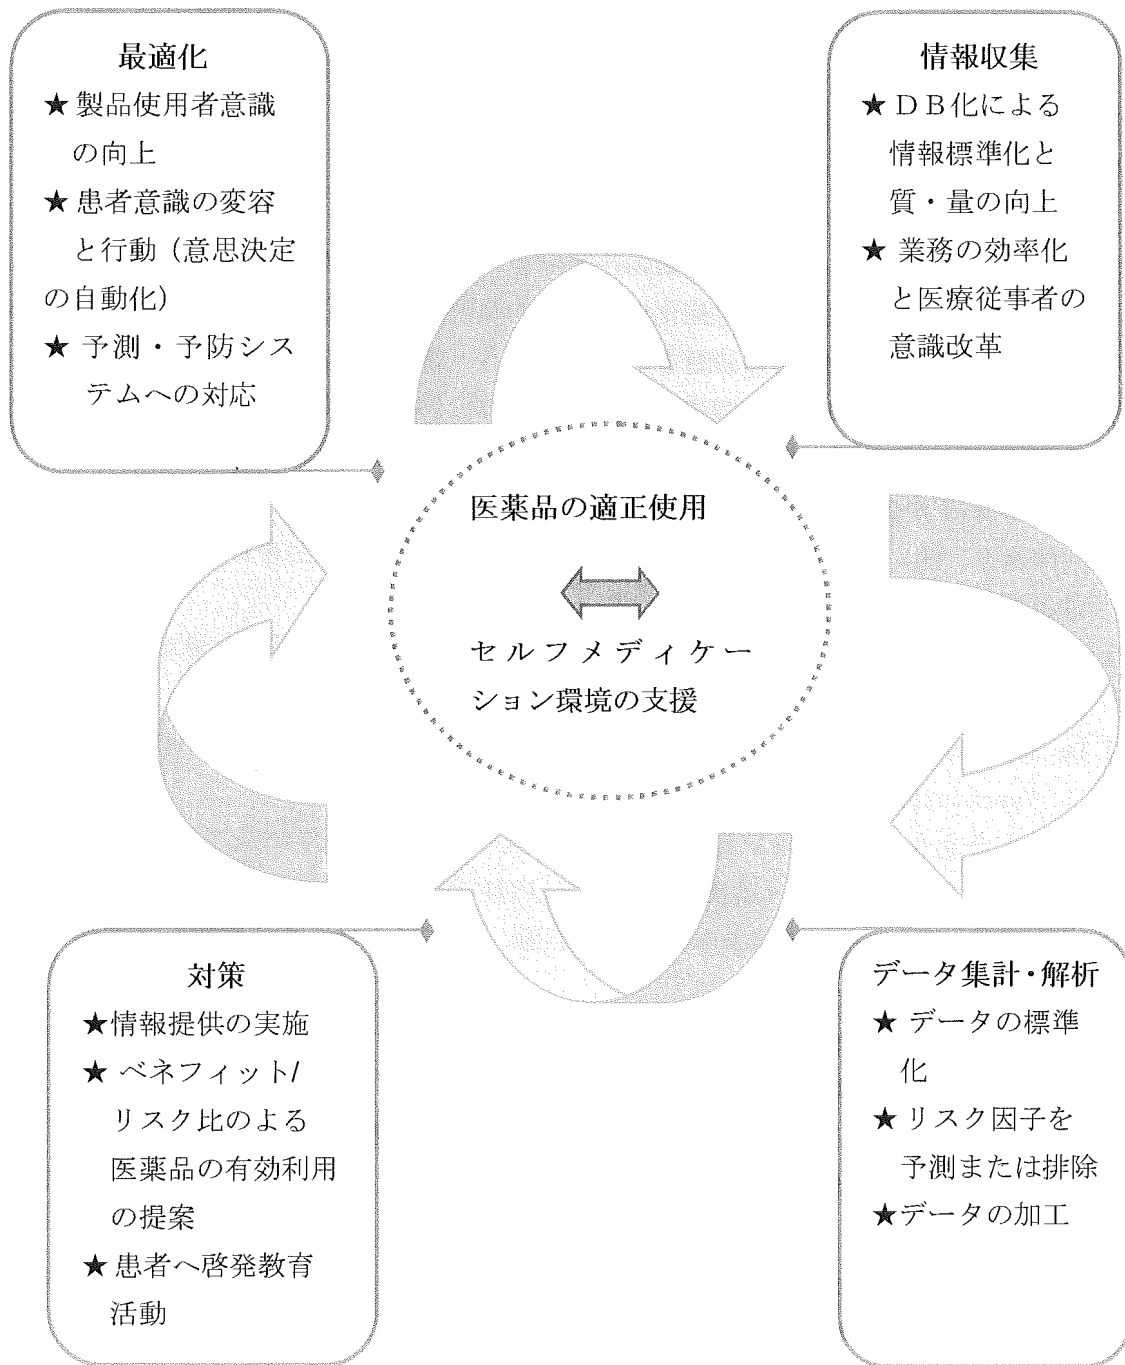 最適化
★ 製品使用者意識
の向上
★ 患者意識の変容
と行動（意思決定
の自動化）
★ 予測・予防シス
テムへの対応
情報収集
★ ＤＢ化による
情報標準化と
質・量の向上
★ 業務の効率化
と医療従事者の
意識改革
医薬品の適正使用
セルフメディケー
ション環境の支援
対策
★情報提供の実施
★ ベネフィット/
リスク比のよる
医薬品の有効利用
の提案
★ 患者へ啓発教育
活動
データ集計・解析
★ データの標準
化
★ リスク因子を
予測または排除
★データの加工